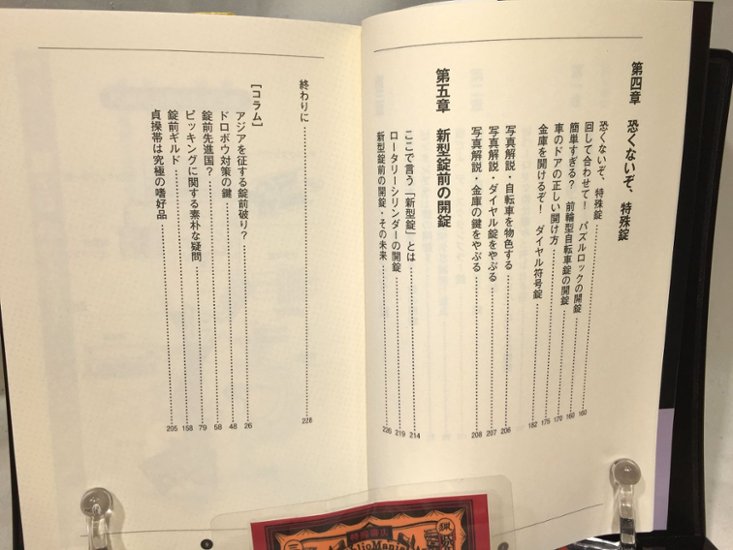 第四章　恐くないぞ、特殊錠
恐くないぞ、特殊錠……160
回して合わせて！　パズルロックの開錠……160
簡単すぎる？　前輪型自転車錠の開錠……170
車のドアの正しい開け方……175
金庫を開けるぞ！　ダイヤル符号錠……182
写真解説・自転車を物色する……206
写真解説・ダイヤル錠をやぶる……207
写真解説・金庫の鍵をやぶる……208
第五章　新型錠前の開錠
ここで言う「新型錠」とは……214
ロータリーシリンダーの開錠……219
新型錠前の開錠・その未来……226
終わりに……228
【コラム】
アジアを征する錠前破り？……26
ドロボウ対策の鍵……48
錠前先進国？……58
ピッキングに関する素朴な疑問……79
錠前ギルド……158
貞操帯は究極の嗜好品……205